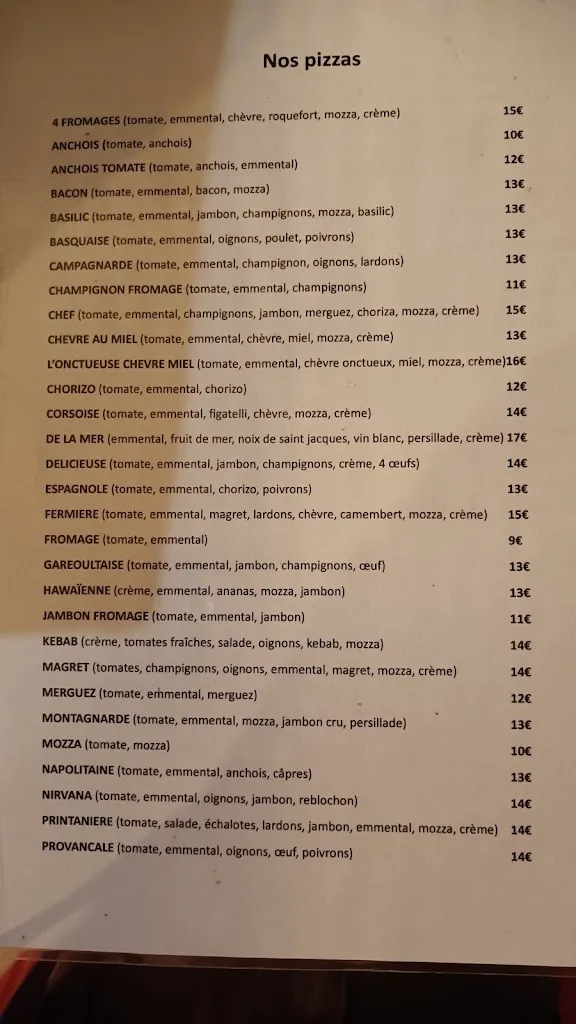 Nos pizzas
4 FROMAGES (tomate, emmental, chèvre, roquefort, mozza, crème) 15€
ANCHOIS (tomate, anchois) 10€
ANCHOIS TOMATE (tomate, anchois, emmental) 12€
BACON (tomate, emmental, bacon, mozza) 13€
BASILIC (tomate, emmental, jambon, champignons, mozza, basilic) 13€
BASQUAISE (tomate, emmental, oignons, poulet, poivrons) 13€
CAMPAGNARDE (tomate, emmental, champignon, oignons, lardons) 13€
CHAMPIGNON FROMAGE (tomate, emmental, champignons) 11€
CHEF (tomate, emmental, champignons, jambon, merguez, choriza, mozza, crème) 15€
CHEVRE AU MIEL (tomate, emmental, chèvre, miel, mozza, crème) 13€
L'ONCTUEUSE CHEVRE MIEL (tomate, emmental, chèvre onctueux, miel, mozza, crème)16€
CHORIZO (tomate, emmental, chorizo) 12€
CORSOISE (tomate, emmental, figatelli, chèvre, mozza, crème) 14€
DE LA MER (emmental, fruit de mer, noix de saint jacques, vin blanc, persillade, crème) 17€
DELICIEUSE (tomate, emmental, jambon, champignons, crème, 4 œufs) 14€
ESPAGNOLE (tomate, emmental, chorizo, poivrons) 13€
FERMIERE (tomate, emmental, magret, lardons, chèvre, camembert, mozza, crème) 15€
FROMAGE (tomate, emmental) 9€
GAREOULTAISE (tomate, emmental, jambon, champignons, œuf) 13€
HAWAÏENNE (crème, emmental, ananas, mozza, jambon) 13€
JAMBON FROMAGE (tomate, emmental, jambon) 11€
KEBAB (crème, tomates fraîches, salade, oignons, kebab, mozza) 14€
MAGRET (tomates, champignons, oignons, emmental, magret, mozza, crème) 14€
MERGUEZ (tomate, emmental, merguez) 12€
MONTAGNARDE (tomate, emmental, mozza, jambon cru, persillade) 13€
MOZZA (tomate, mozza) 10€
NAPOLITAINE (tomate, emmental, anchois, câpres) 13€
NIRVANA (tomate, emmental, oignons, jambon, reblochon) 14€
PRINTANIERE (tomate, salade, échalotes, lardons, jambon, emmental, mozza, crème) 14€
PROVANCALE (tomate, emmental, oignons, œuf, poivrons) 14€